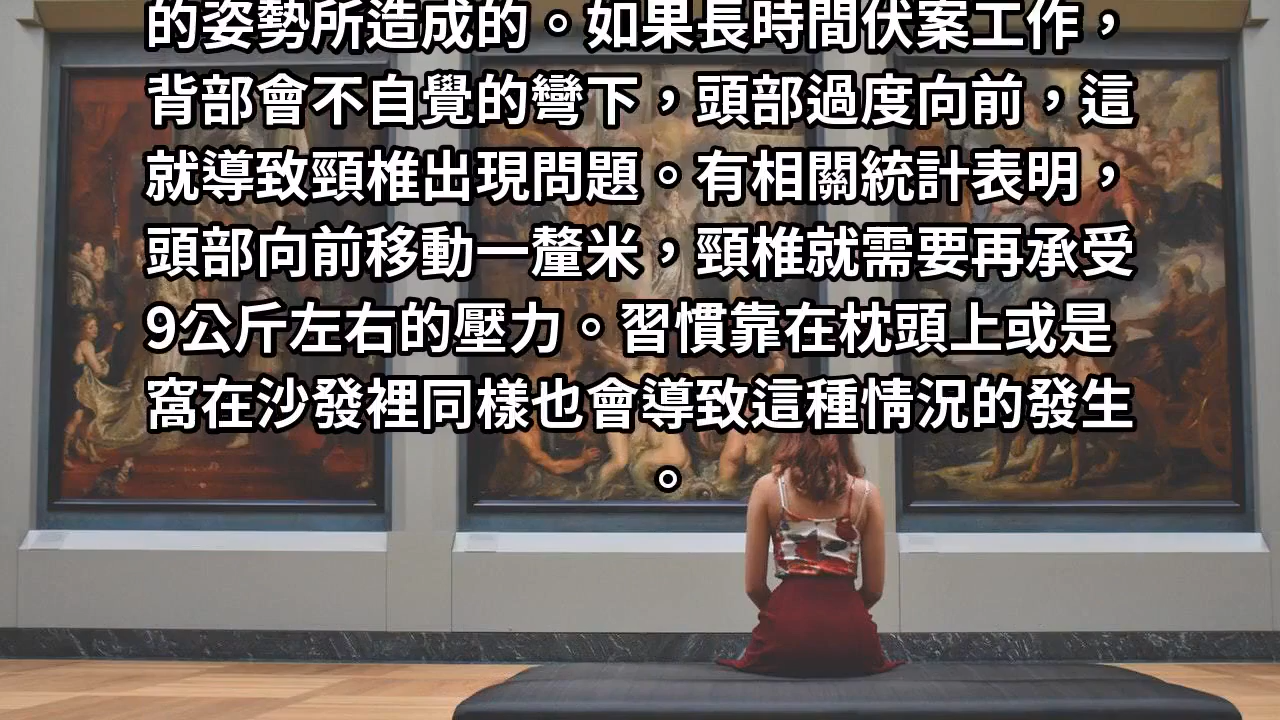 的姿勢所造成的。如果長時間伏案工作，
背部會不自覺的彎下，頭部過度向前，這
就導致頸椎出現問題。有相關統計表明，
頭部向前移動一釐米，頸椎就需要再承受
9公斤左右的壓力。習慣靠在枕頭上或是
窩在沙發裡同樣也會導致這種情況的發生
。